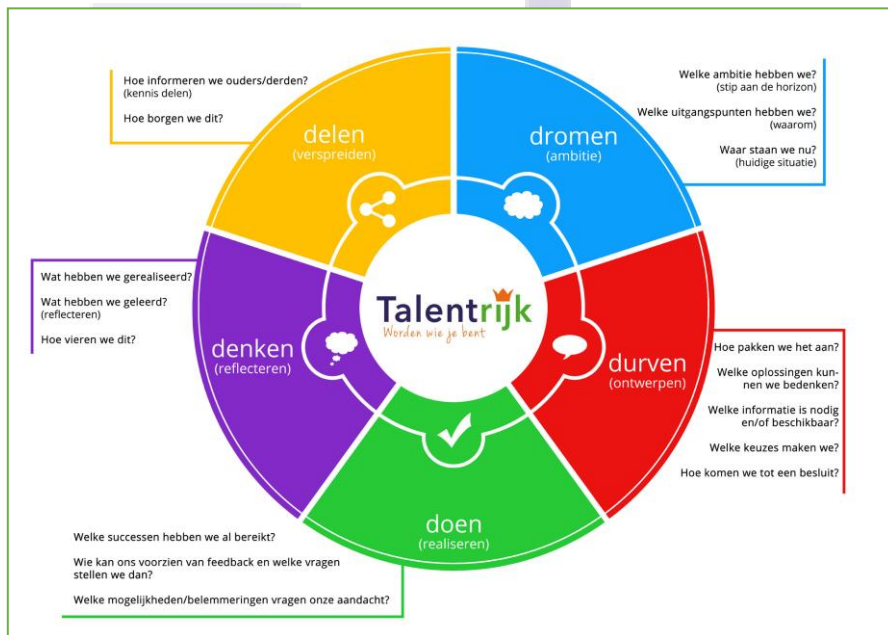 Hoe informeren we ouders/derden?
(kennis delen)
Hoe borgen we dit?
delen
(verspreiden)
Welke ambitie hebben we?
(stip aan de horizon)
Welke uitgangspunten hebben we?
(waarom)
Waar staan we nu?
(huidige situatie)
dromen
(ambitie)
Wat hebben we gerealiseerd?
Wat hebben we geleerd?
(reflecteren)
Hoe vieren we dit?
denken
(reflecteren)
Talentrijk
Worden wie je bent
durven
(ontwerpen)
Hoe pakken we het aan?
Welke oplossingen kun-
nen we bedenken?
Welke informatie is nodig
en/of beschikbaar?
Welke keuzes maken we?
Hoe komen we tot een besluit?
doen
(realiseren)
Welke successen hebben we al bereikt?
Wie kan ons voorzien van feedback en welke vragen
stellen we dan?
Welke mogelijkheden/belemmeringen vragen onze aandacht?